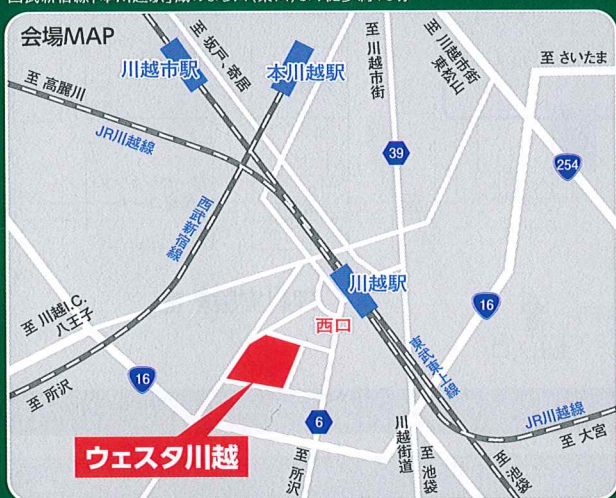 会場MAP
川越市駅
至 坂戸・寄居
本川越駅
至 川越市街
至 川越市街
東松山
至 さいたま
至 高麗川
JR川越線
39
254
西武新宿線
川越駅
至 川越I.C.
八王子
西口
16
東武東上線
至 所沢
16
6
川越街道
JR川越線
至 大宮
ウェスタ川越
至 所沢
至 池袋
至 池袋